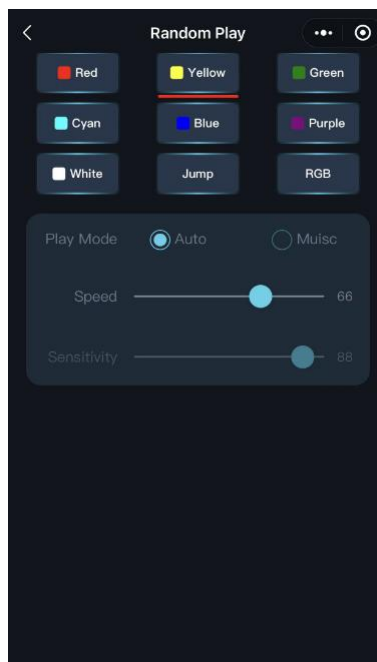 Random Play
Red Yellow Green
Cyan Blue Purple
White Jump RGB
Play Mode Auto Muisc
Speed 66
Sensitivity 88